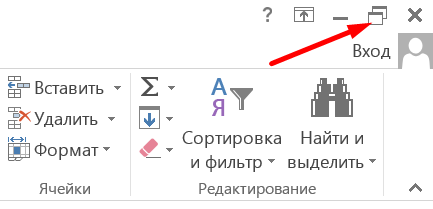 ?
Вход
Вставить
Удалить
Формат
Σ
А
Я
Сортировка
и фильтр
Найти и
выделить
Ячейки
Редактирование